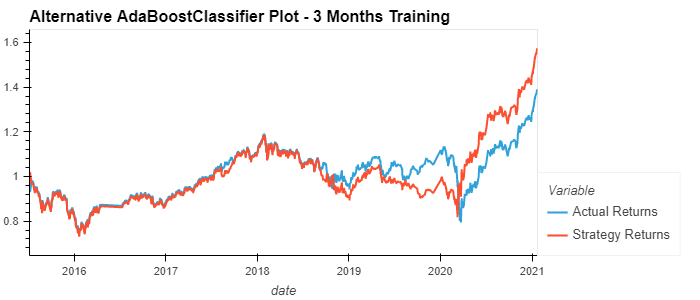 Alternative AdaBoostClassifier Plot - 3 Months Training
1.6
1.4
1.2
1
0.8
2016 2017 2018 2019 2020 2021
date
Variable
Actual Returns
Strategy Returns